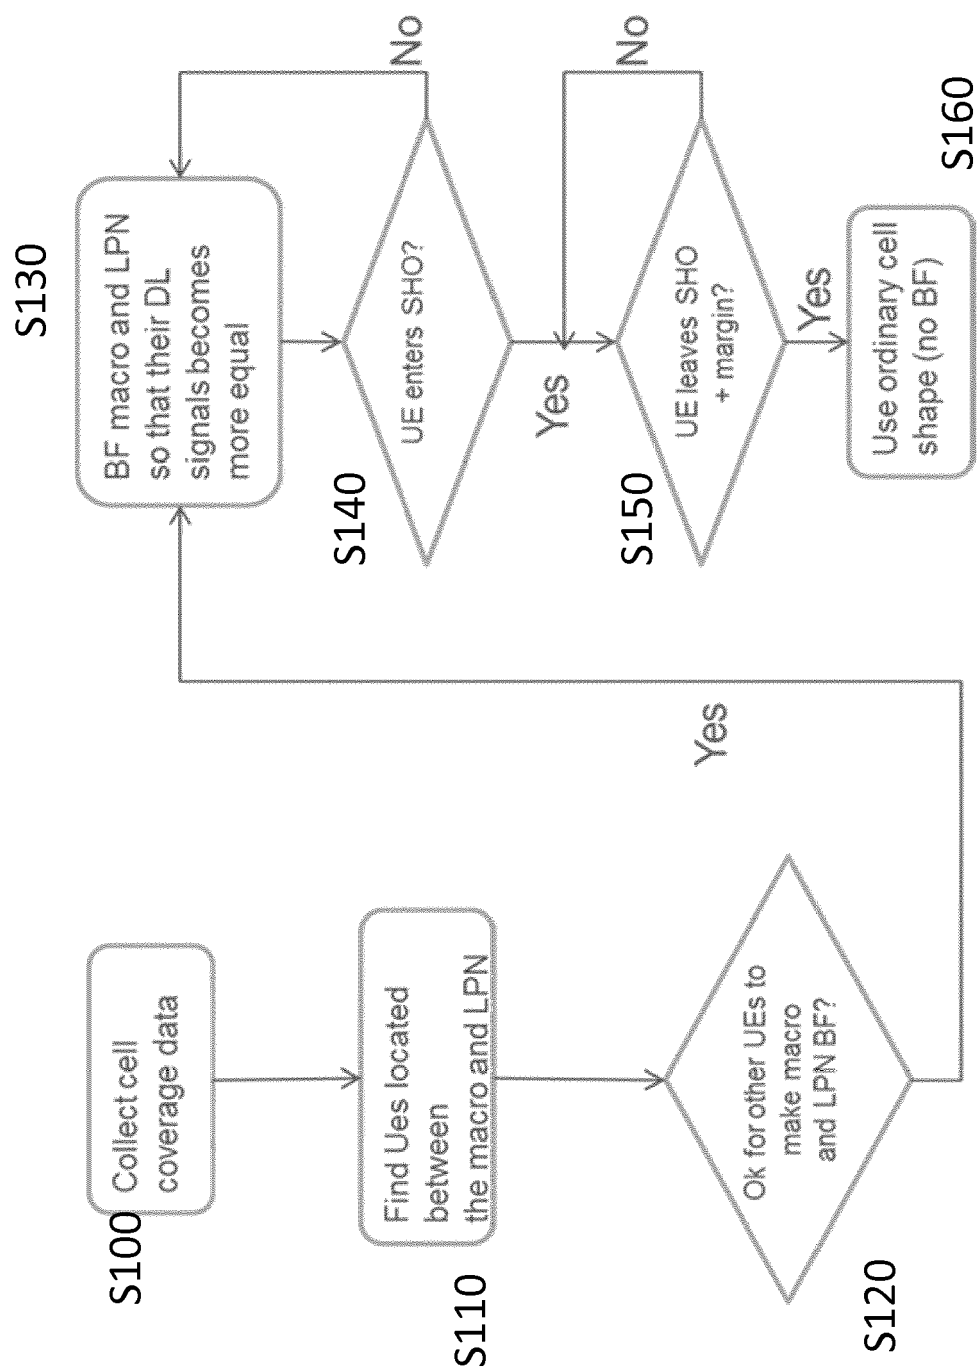 S100
Collect cell
coverage data
S110
Find Ues located
between
the macro and LPN
S120
Ok for other UEs to
make macro
and LPN BF?
Yes
S130
BF macro and LPN
so that their DL
signals becomes
more equal
S140
UE enters SHO?
No
Yes
S150
UE leaves SHO
+ margin?
No
Yes
S160
Use ordinary cell
shape (no BF)